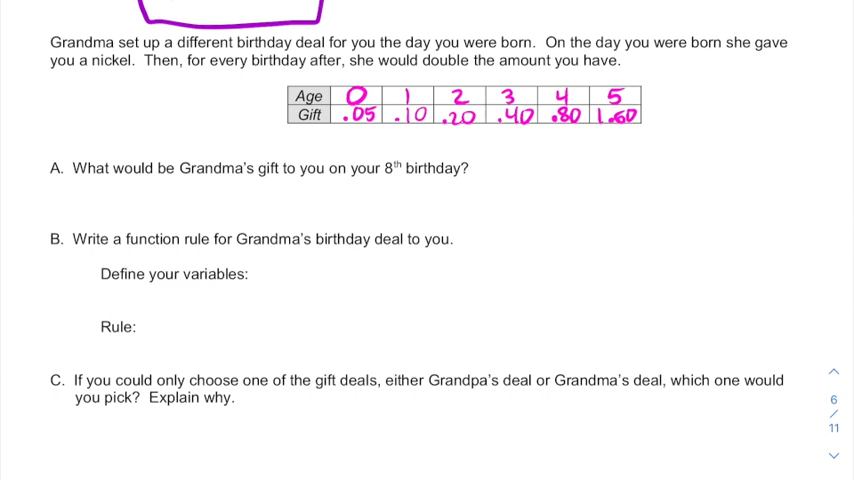 Grandma set up a different birthday deal for you the day you were born.  On the day you were born she gave
you a nickel.  Then, for every birthday after, she would double the amount you have.
Age 0 1 2 3 4 5
Gift .05 .10 .20 .40 .80 1.60
A.  What would be Grandma's gift to you on your 8th birthday?
B.  Write a function rule for Grandma's birthday deal to you.
Define your variables:
Rule:
C.  If you could only choose one of the gift deals, either Grandpa's deal or Grandma's deal, which one would
you pick?  Explain why.
6
/
11